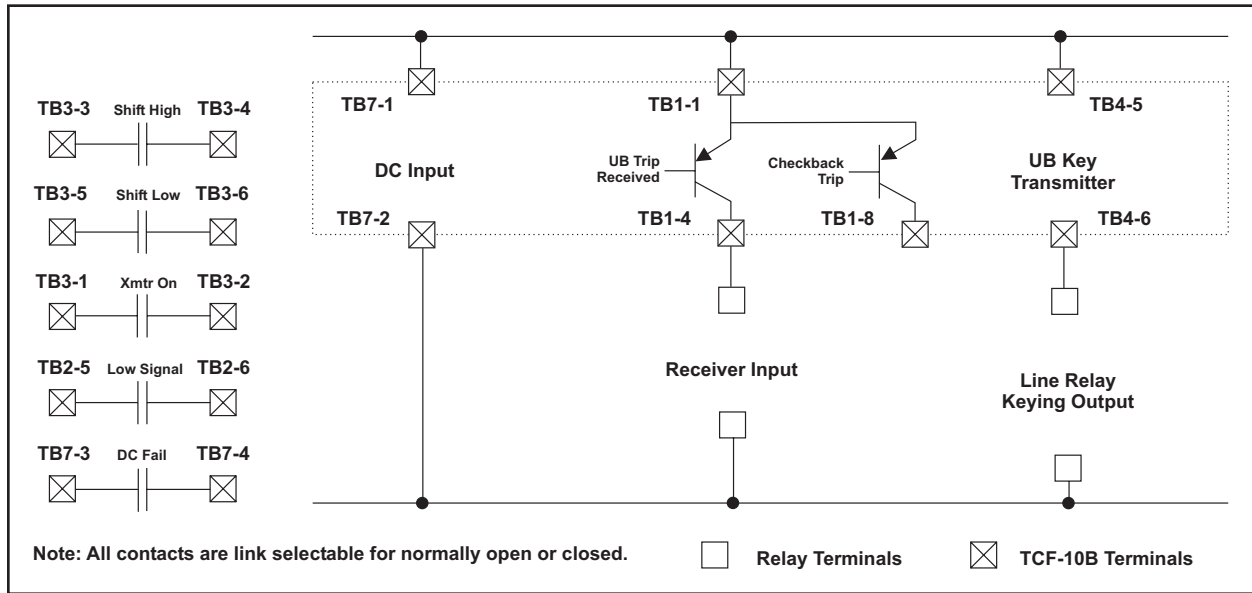 TB3-3 Shift High TB3-4
TB3-5 Shift Low TB3-6
TB3-1 Xmtr On TB3-2
TB2-5 Low Signal TB2-6
TB7-3 DC Fail TB7-4
TB7-1
DC Input
TB7-2
TB1-1
UB Trip
Received
TB1-4
Checkback
Trip
TB1-8
TB4-5
UB Key
Transmitter
TB4-6
Receiver Input
Line Relay
Keying Output
Note: All contacts are link selectable for normally open or closed.
Relay Terminals
TCF-10B Terminals